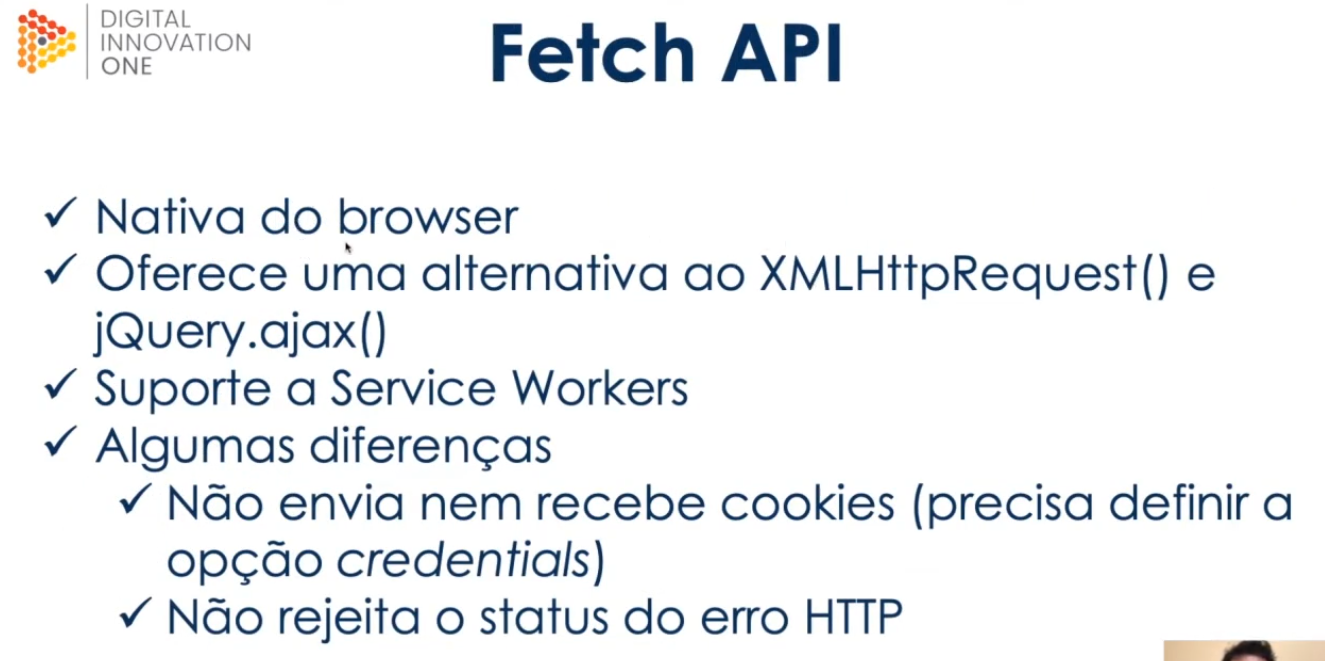 DIGITAL
INNOVATION
ONE
Fetch API
✓ Nativa do browser
✓ Oferece uma alternativa ao XMLHttpRequest() e
jQuery.ajax()
✓ Suporte a Service Workers
✓ Algumas diferenças
✓ Não envia nem recebe cookies (precisa definir a
opção credentials)
✓ Não rejeita o status do erro HTTP